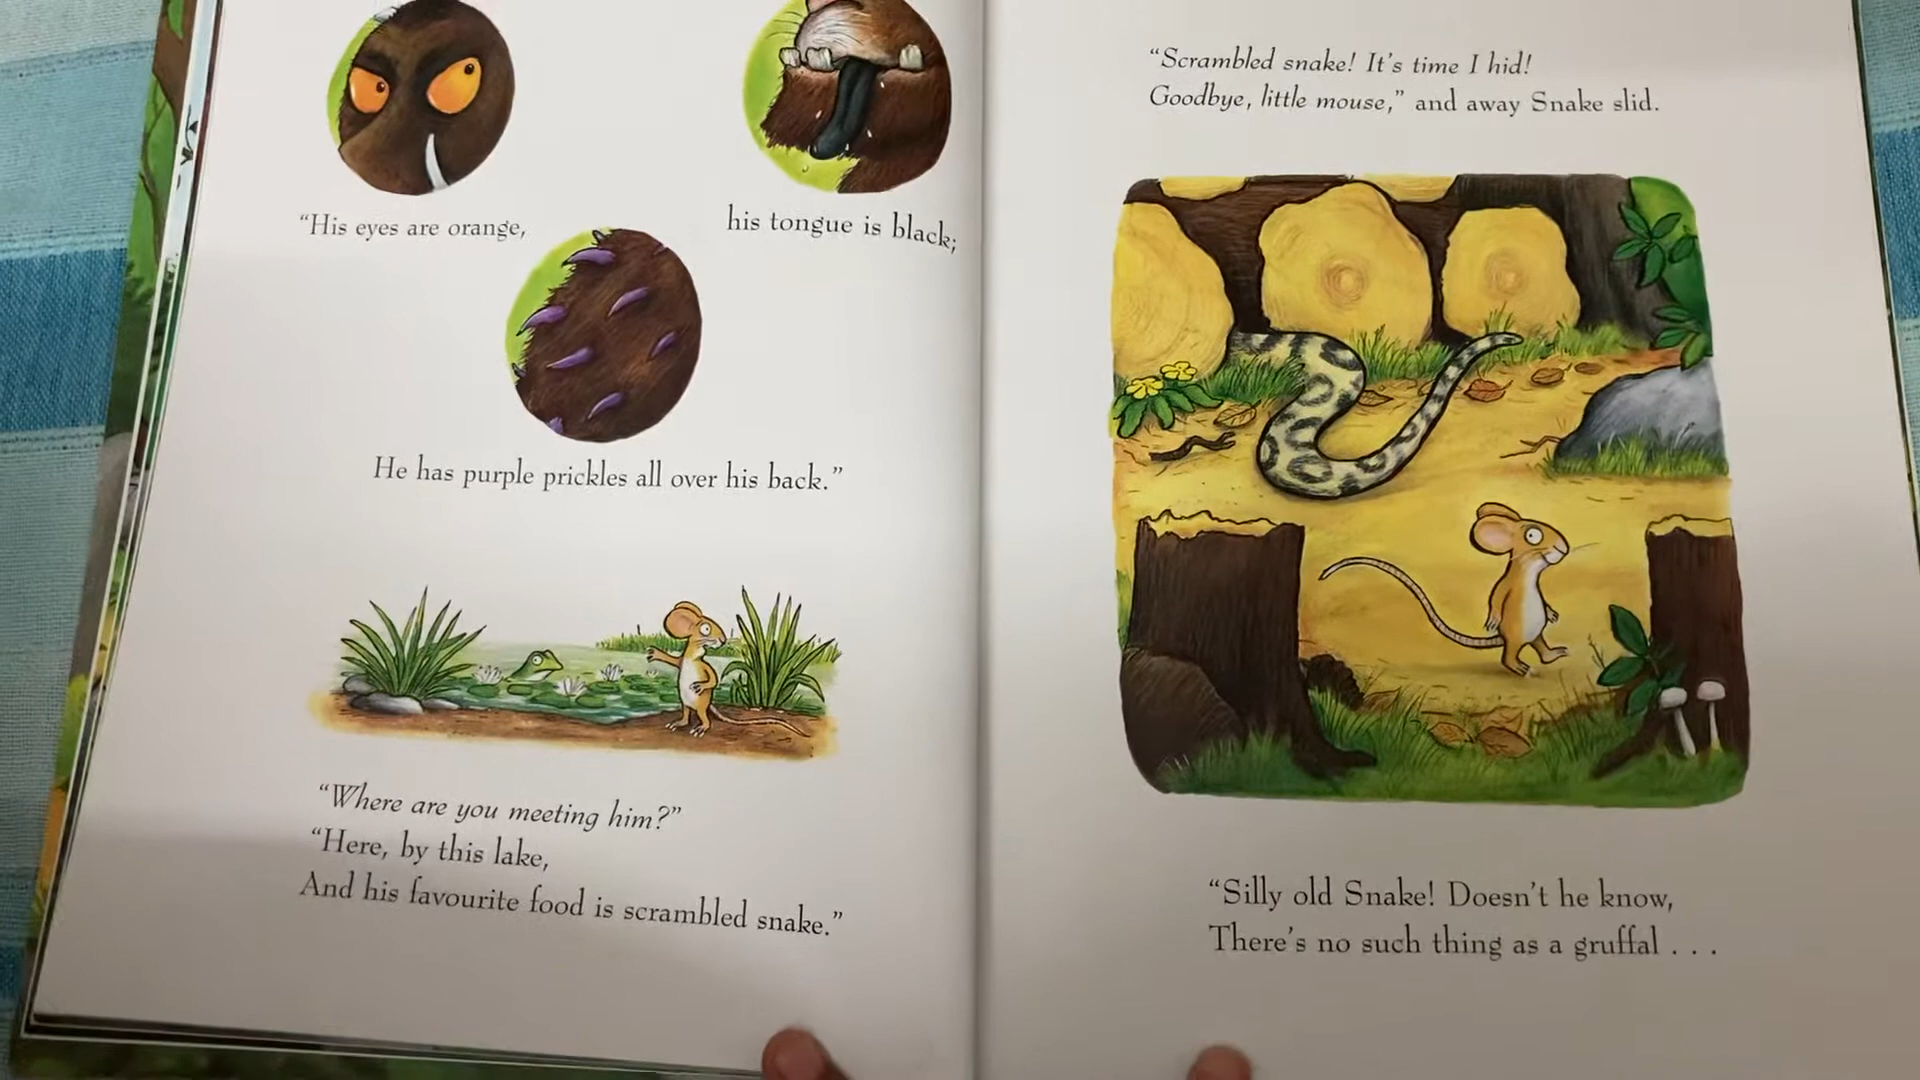 “His eyes are orange,
his tongue is black;
He has purple prickles all over his back.”
“Where are you meeting him?”
“Here, by this lake,
And his favourite food is scrambled snake.”
“Scrambled snake! It’s time I hid!
Goodbye, little mouse,” and away Snake slid.
“Silly old Snake! Doesn’t he know,
There’s no such thing as a gruffal . . .